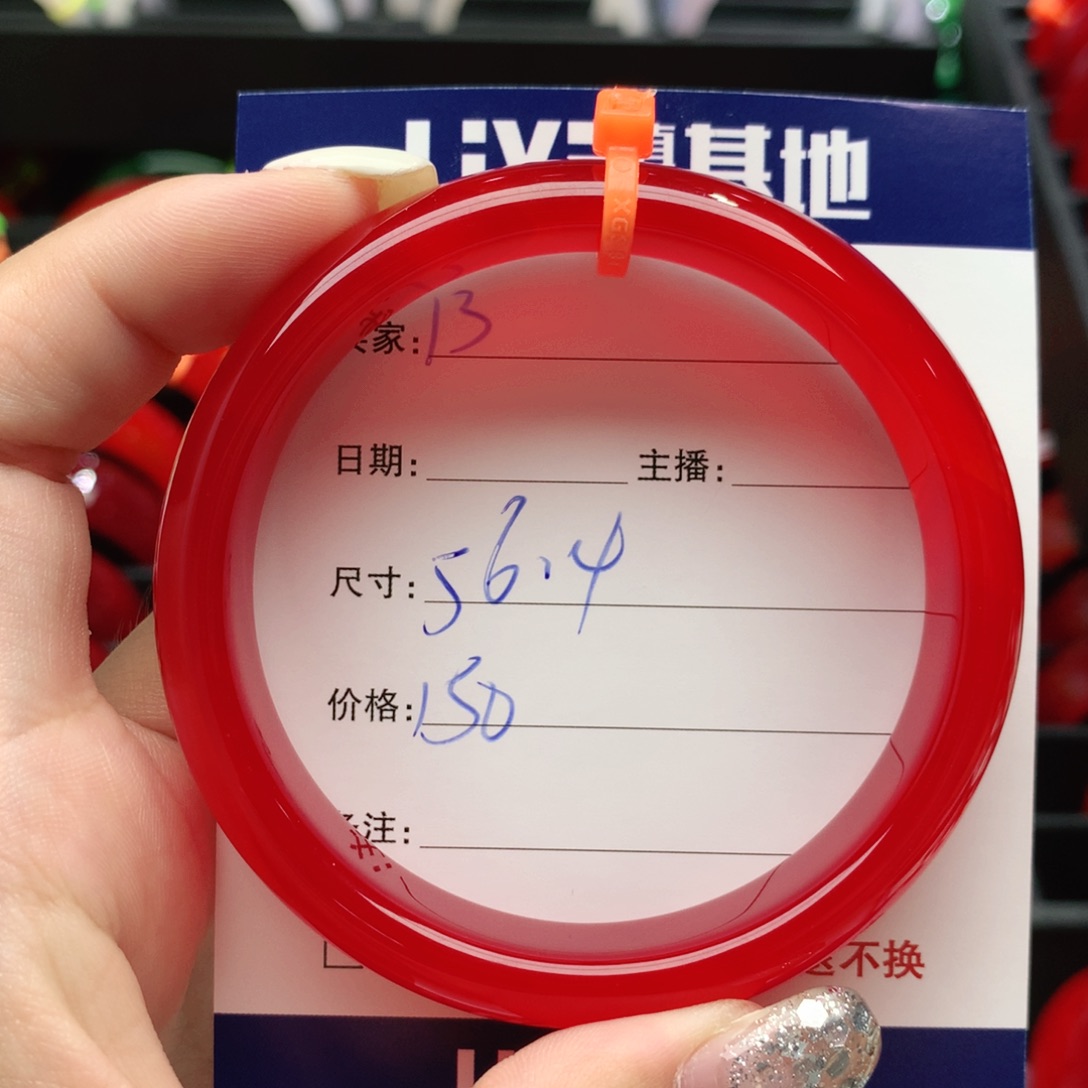 基地
家: 13
日期: 主播:
尺寸: 56.4
价格: 150
注:
不换